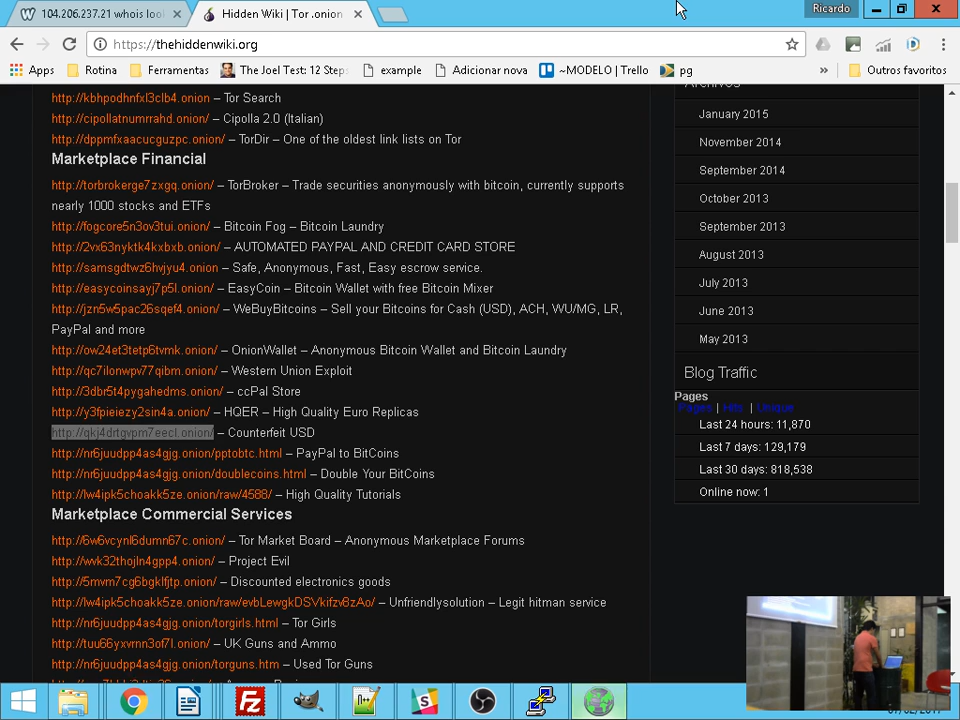 104.206.237.21 whois loo
Hidden Wiki | Tor .onion
Ricardo
https://thehiddenwiki.org
Apps
Rotina
Ferramentas
The Joel Test: 12 Step
example
Adicionar nova
~MODELO | Trello
pg
»
Outros favoritos
http://kbhpodhnfxl3clb4.onion – Tor Search
http://cipollatnumrrahd.onion/ – Cipolla 2.0 (Italian)
http://dppmfxaacucguzpc.onion/ – TorDir – One of the oldest link lists on Tor
Marketplace Financial
http://torbrokerge7zxgq.onion/ – TorBroker – Trade securities anonymously with bitcoin, currently supports
nearly 1000 stocks and ETFs
http://fogcore5n3ov3tui.onion/ – Bitcoin Fog – Bitcoin Laundry
http://2vx63nyktk4kxbxb.onion/ – AUTOMATED PAYPAL AND CREDIT CARD STORE
http://samsgdtwz6hvjyu4.onion – Safe, Anonymous, Fast, Easy escrow service.
http://easycoinsayj7p5l.onion/ – EasyCoin – Bitcoin Wallet with free Bitcoin Mixer
http://jzn5w5pac26sqef4.onion/ – WeBuyBitcoins – Sell your Bitcoins for Cash (USD), ACH, WU/MG, LR,
PayPal and more
http://ow24et3tetp6tvmk.onion/ – OnionWallet – Anonymous Bitcoin Wallet and Bitcoin Laundry
http://qc7ilonwpv77qibm.onion/ – Western Union Exploit
http://3dbr5t4pygahedms.onion/ – ccPal Store
http://y3fpieiezy2sin4a.onion/ – HQER – High Quality Euro Replicas
http://qkj4drtgvpm7eecl.onion/ – Counterfeit USD
http://nr6juudpp4as4gjg.onion/pptobtc.html – PayPal to BitCoins
http://nr6juudpp4as4gjg.onion/doublecoins.html – Double Your BitCoins
http://lw4ipk5choakk5ze.onion/raw/4588/ – High Quality Tutorials
Marketplace Commercial Services
http://6w6vcynl6dumn67c.onion/ – Tor Market Board – Anonymous Marketplace Forums
http://wvk32thojln4gpp4.onion/ – Project Evil
http://5mvm7cg6bgklfjtp.onion/ – Discounted electronics goods
http://lw4ipk5choakk5ze.onion/raw/evbLewgkDSVkifzv8zAo/ – Unfriendlysolution – Legit hitman service
http://nr6juudpp4as4gjg.onion/torgirls.html – Tor Girls
http://tuu66yxvrnn3of7l.onion/ – UK Guns and Ammo
http://nr6juudpp4as4gjg.onion/torguns.htm – Used Tor Guns
Archives
January 2015
November 2014
September 2014
October 2013
September 2013
August 2013
July 2013
June 2013
May 2013
Blog Traffic
Pages
Pages | Hits | Unique
Last 24 hours: 11,870
Last 7 days: 129,179
Last 30 days: 818,538
Online now: 1